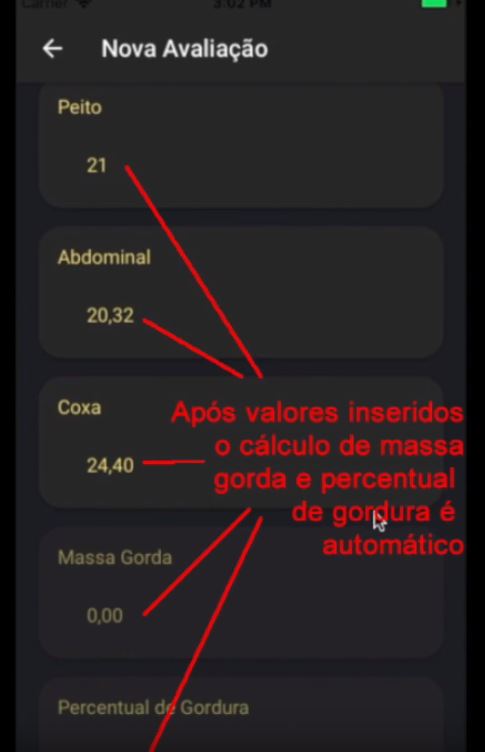 Carrier
3:02 PM
Nova Avaliação
Peito
21
Abdominal
20,32
Coxa
24,40
Após valores inseridos
o cálculo de massa
gorda e percentual
de gordura é
automático
Massa Gorda
0,00
Percentual de Gordura